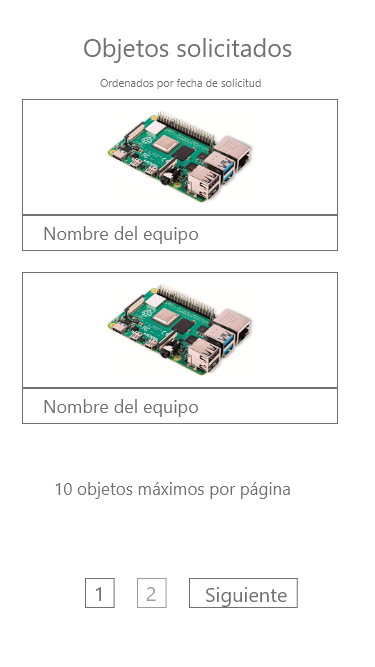 Objetos solicitados
Ordenados por fecha de solicitud
Nombre del equipo
Nombre del equipo
10 objetos máximos por página
1 2 Siguiente